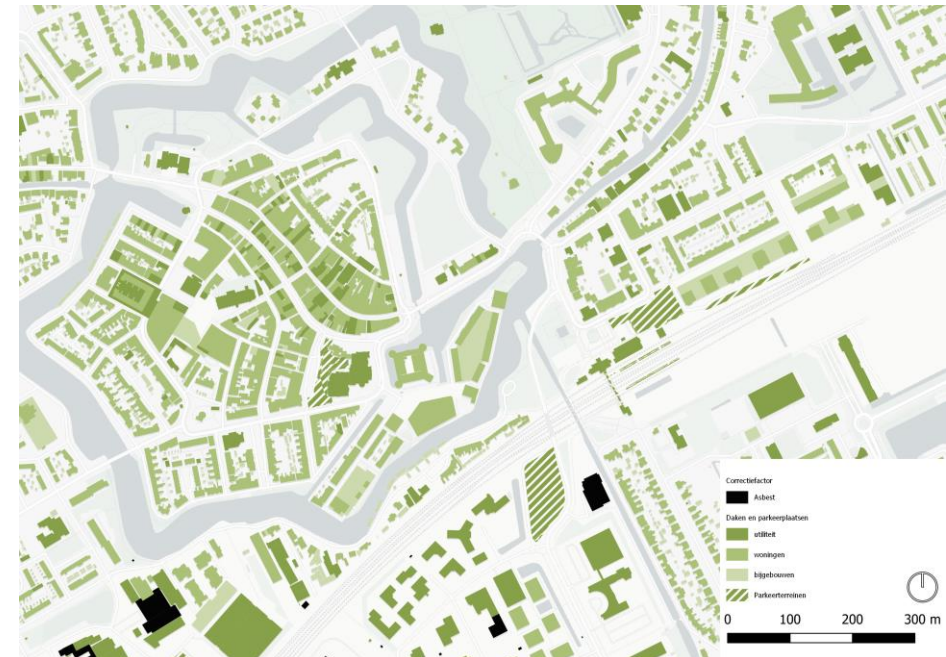 Correctiefactor
Asbest
Daken en parkeerplaatsen
utiliteit
woningen
bijgebouwen
Parkeerterreinen
0 100 200 300 m